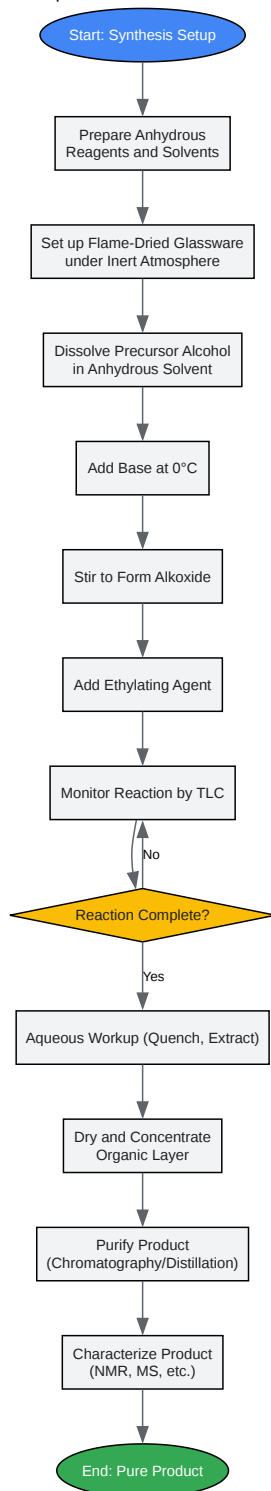 Start: Synthesis Setup
Prepare Anhydrous
Reagents and Solvents
Set up Flame-Dried Glassware
under Inert Atmosphere
Dissolve Precursor Alcohol
in Anhydrous Solvent
Add Base at 0°C
Stir to Form Alkoxide
Add Ethylating Agent
Monitor Reaction by TLC
No
Reaction Complete?
Yes
Aqueous Workup (Quench, Extract)
Dry and Concentrate
Organic Layer
Purify Product
(Chromatography/Distillation)
Characterize Product
(NMR, MS, etc.)
End: Pure Product